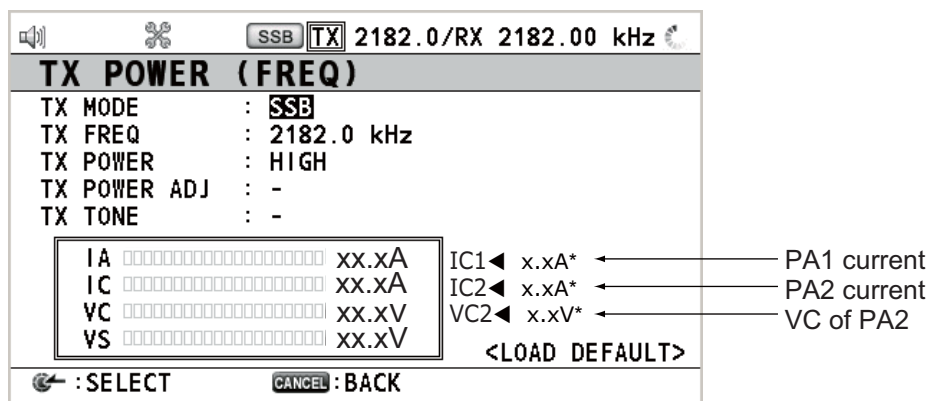 SSB TX 2182.0/RX 2182.00 kHz
TX POWER (FREQ)
TX MODE : SSB
TX FREQ : 2182.0 kHz
TX POWER : HIGH
TX POWER ADJ : -
TX TONE : -
IA xx.xA IC1◀ x.xA* PA1 current
IC xx.xA IC2◀ x.xA* PA2 current
VC xx.xV VC2◀ x.xV* VC of PA2
VS xx.xV
<LOAD DEFAULT>
:SELECT CANCEL :BACK